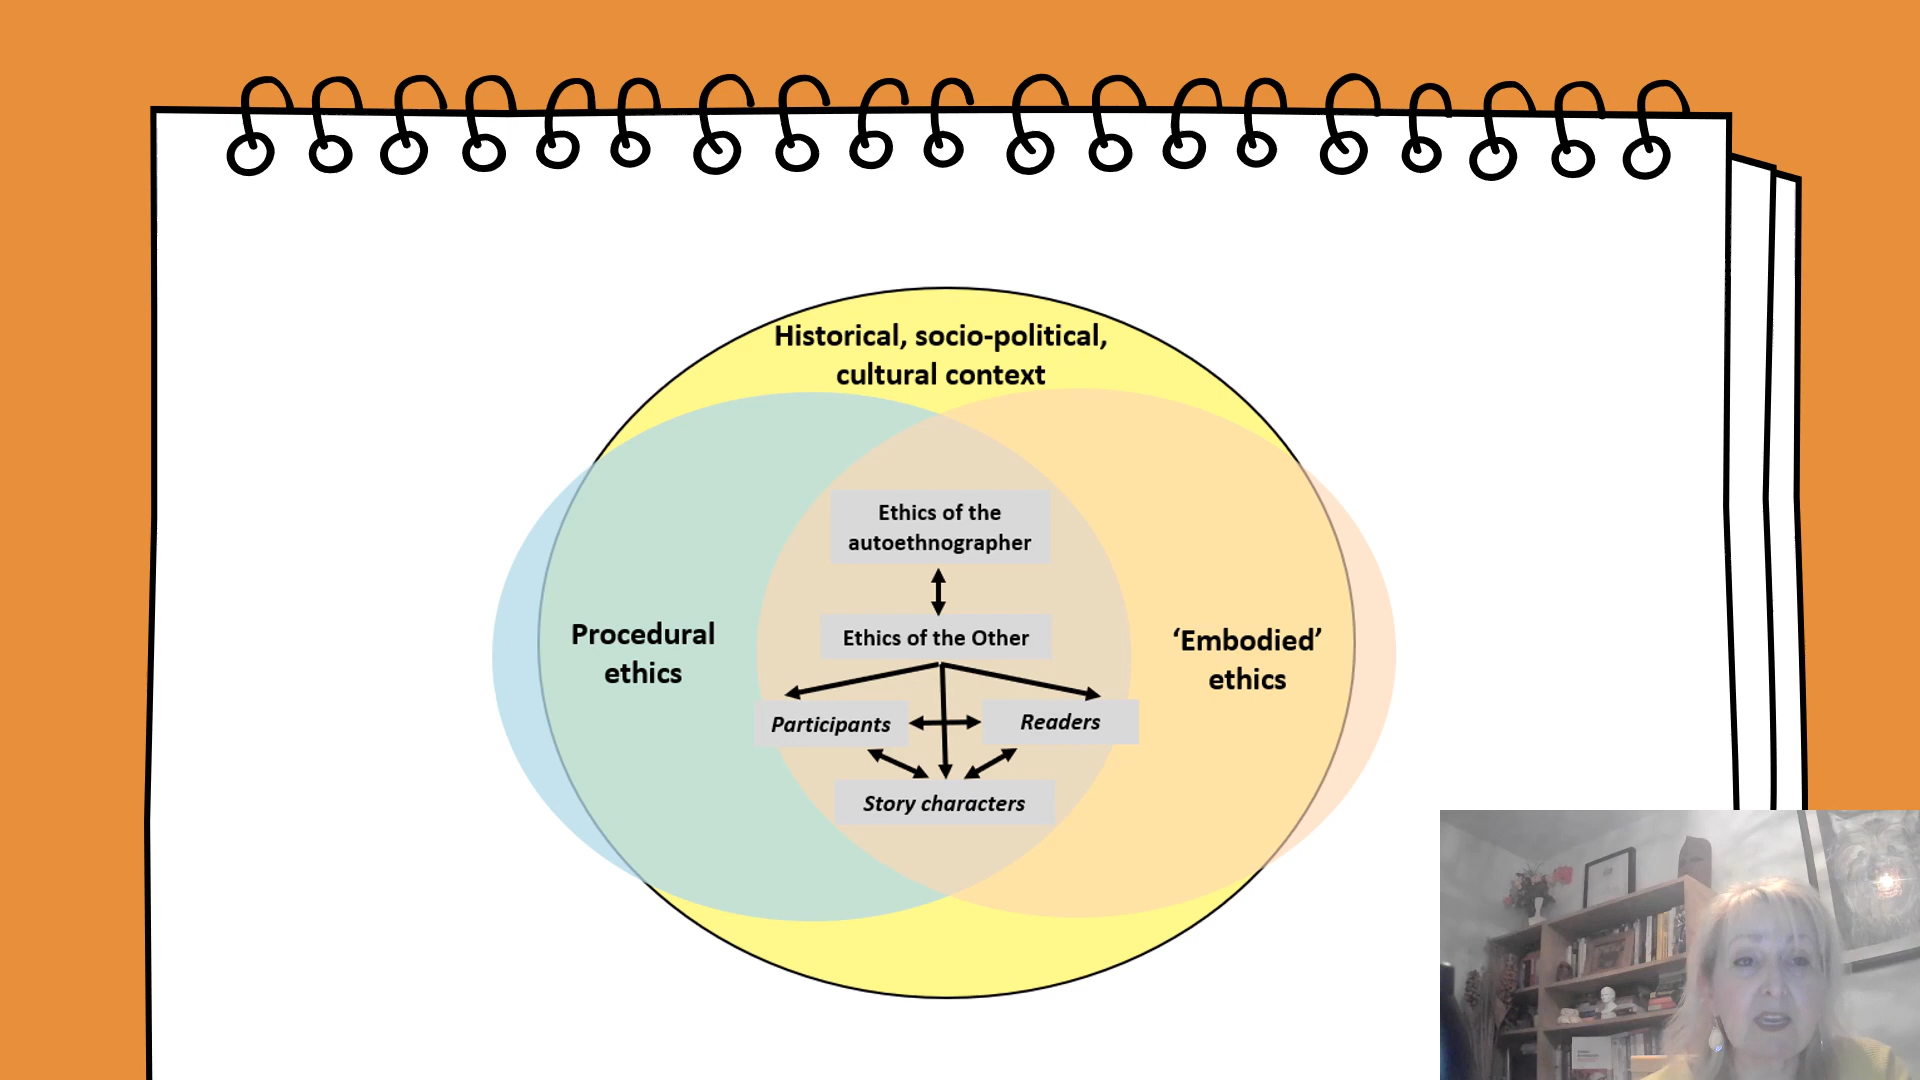 Historical, socio-political,
cultural context
Ethics of the
autoethnographer
Procedural
ethics
Ethics of the Other
‘Embodied’
ethics
Participants
Readers
Story characters